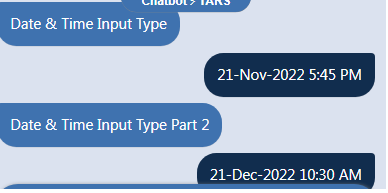 Chatbot > TARS
Date & Time Input Type
21-Nov-2022 5:45 PM
Date & Time Input Type Part 2
21-Dec-2022 10:30 AM